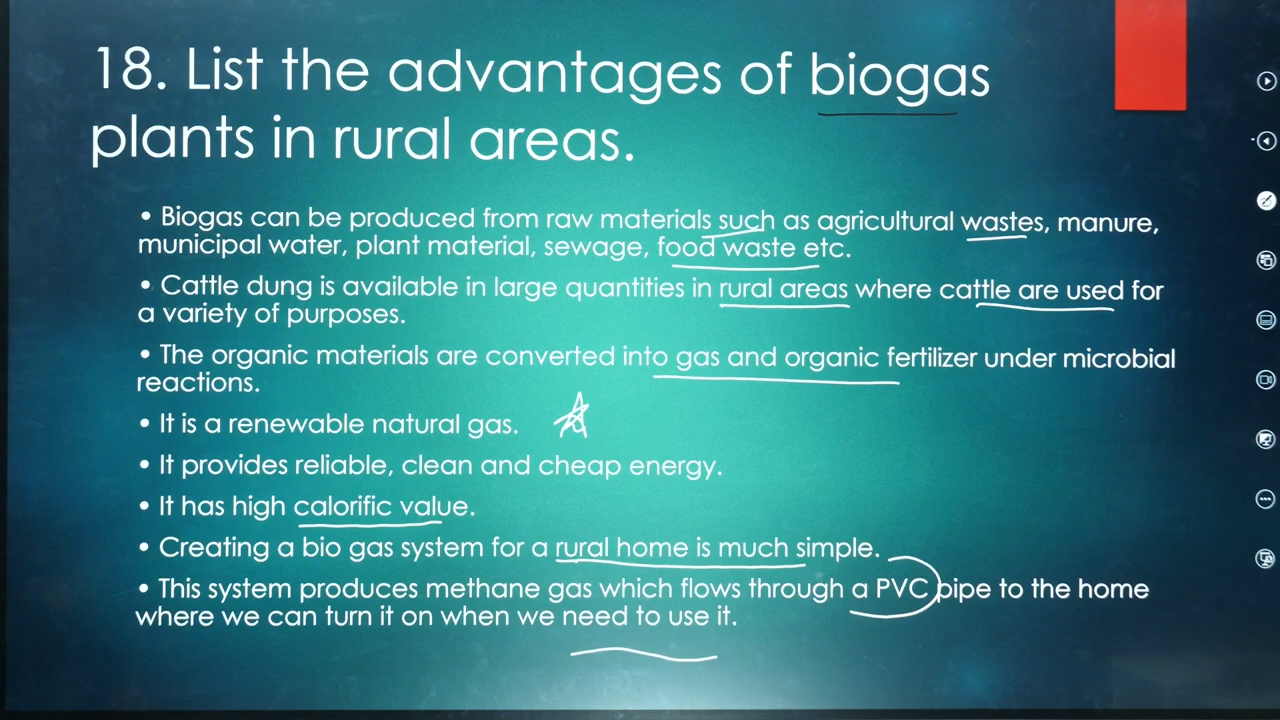 18. List the advantages of biogas
plants in rural areas.
• Biogas can be produced from raw materials such as agricultural wastes, manure,
municipal water, plant material, sewage, food waste etc.
• Cattle dung is available in large quantities in rural areas where cattle are used for
a variety of purposes.
• The organic materials are converted into gas and organic fertilizer under microbial
reactions.
• It is a renewable natural gas.
• It provides reliable, clean and cheap energy.
• It has high calorific value.
• Creating a bio gas system for a rural home is much simple.
• This system produces methane gas which flows through a PVC pipe to the home
where we can turn it on when we need to use it.